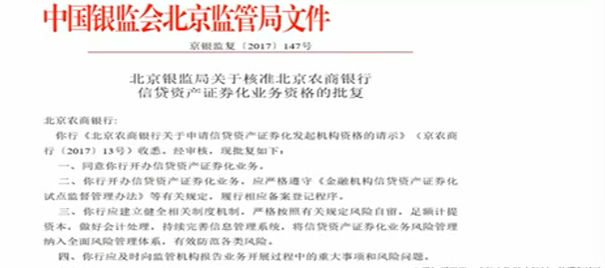 中国银监会北京监管局文件
京银监复〔2017〕147号
北京银监局关于核准北京农商银行
信贷资产证券化业务资格的批复
北京农商银行:
你行《北京农商银行关于申请信贷资产证券化发起机构资格的请示》（京农商
行〔2017〕13号）收悉，经审核，现批复如下：
一、同意你行开办信贷资产证券化业务。
二、你行开办信贷资产证券化业务，应严格遵守《金融机构信贷资产证券化
试点监督管理办法》等有关规定，履行相应备案登记程序。
三、你行应建立健全相关制度机制，严格按照有关规定风险自留，足额计提
资本，做好会计处理，持续完善信息管理系统，将信贷资产证券化业务风险管理
纳入全面风险管理体系，有效防范各类风险。
四、你行应及时向监管机构报告业务开展过程中的重大事项和风险问题。